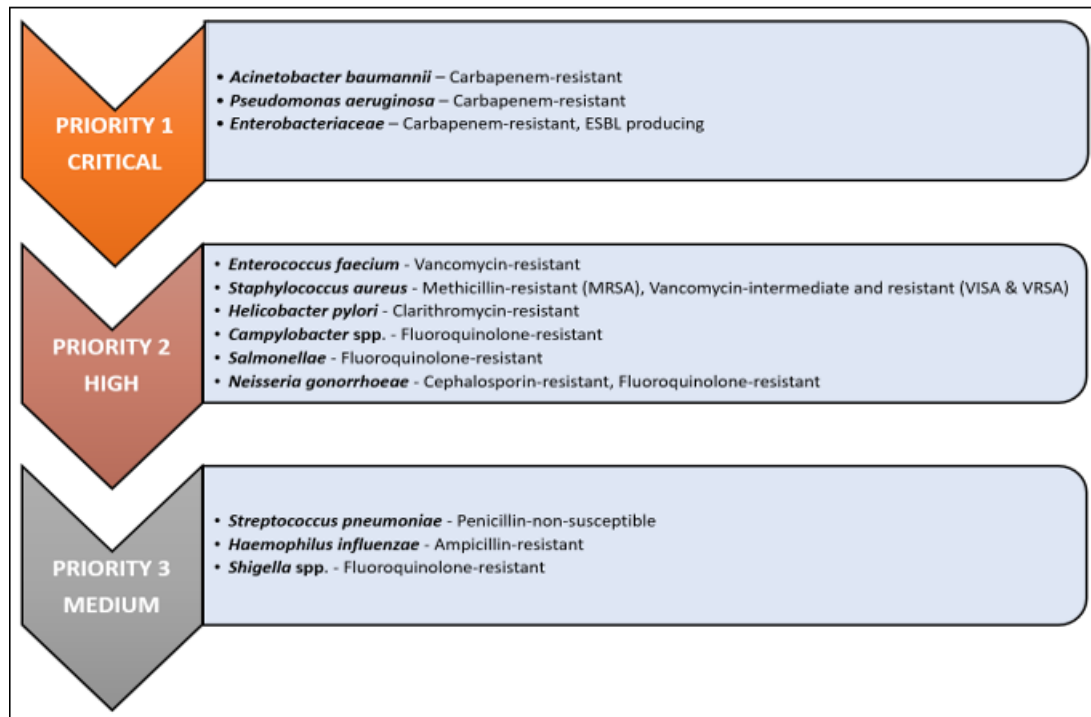 PRIORITY 1
CRITICAL
• Acinetobacter baumannii – Carbapenem-resistant
• Pseudomonas aeruginosa – Carbapenem-resistant
• Enterobacteriaceae – Carbapenem-resistant, ESBL producing
PRIORITY 2
HIGH
• Enterococcus faecium - Vancomycin-resistant
• Staphylococcus aureus - Methicillin-resistant (MRSA), Vancomycin-intermediate and resistant (VISA & VRSA)
• Helicobacter pylori - Clarithromycin-resistant
• Campylobacter spp. - Fluoroquinolone-resistant
• Salmonellae - Fluoroquinolone-resistant
• Neisseria gonorrhoeae - Cephalosporin-resistant, Fluoroquinolone-resistant
PRIORITY 3
MEDIUM
• Streptococcus pneumoniae - Penicillin-non-susceptible
• Haemophilus influenzae - Ampicillin-resistant
• Shigella spp. - Fluoroquinolone-resistant